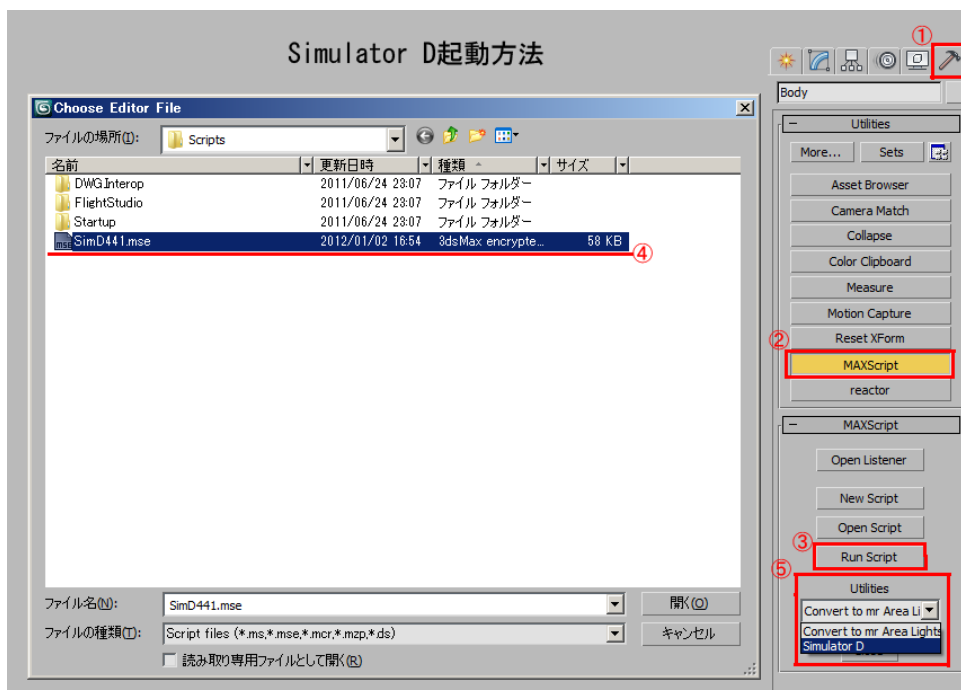 Simulator D起動方法
①
Body
Choose Editor File
ファイルの場所(I):
Scripts
名前
更新日時
種類
サイズ
DWG.Interop
2011/06/24 23:07
ファイル フォルダー
FlightStudio
2011/06/24 23:07
ファイル フォルダー
Startup
2011/06/24 23:07
ファイル フォルダー
SimD441.mse
2012/01/02 16:54
3dsMax encrypte...
58 KB
④
ファイル名(N):
SimD441.mse
開く(O)
ファイルの種類(T):
Script files (*.ms,*.mse,*.mcr,*.mzp,*.ds)
キャンセル
読み取り専用ファイルとして開く(R)
Utilities
More...
Sets
Asset Browser
Camera Match
Collapse
Color Clipboard
Measure
Motion Capture
Reset XForm
②
MAXScript
reactor
MAXScript
Open Listener
New Script
Open Script
③
Run Script
⑤
Utilities
Convert to mr Area Li
Convert to mr Area Lights
Simulator D